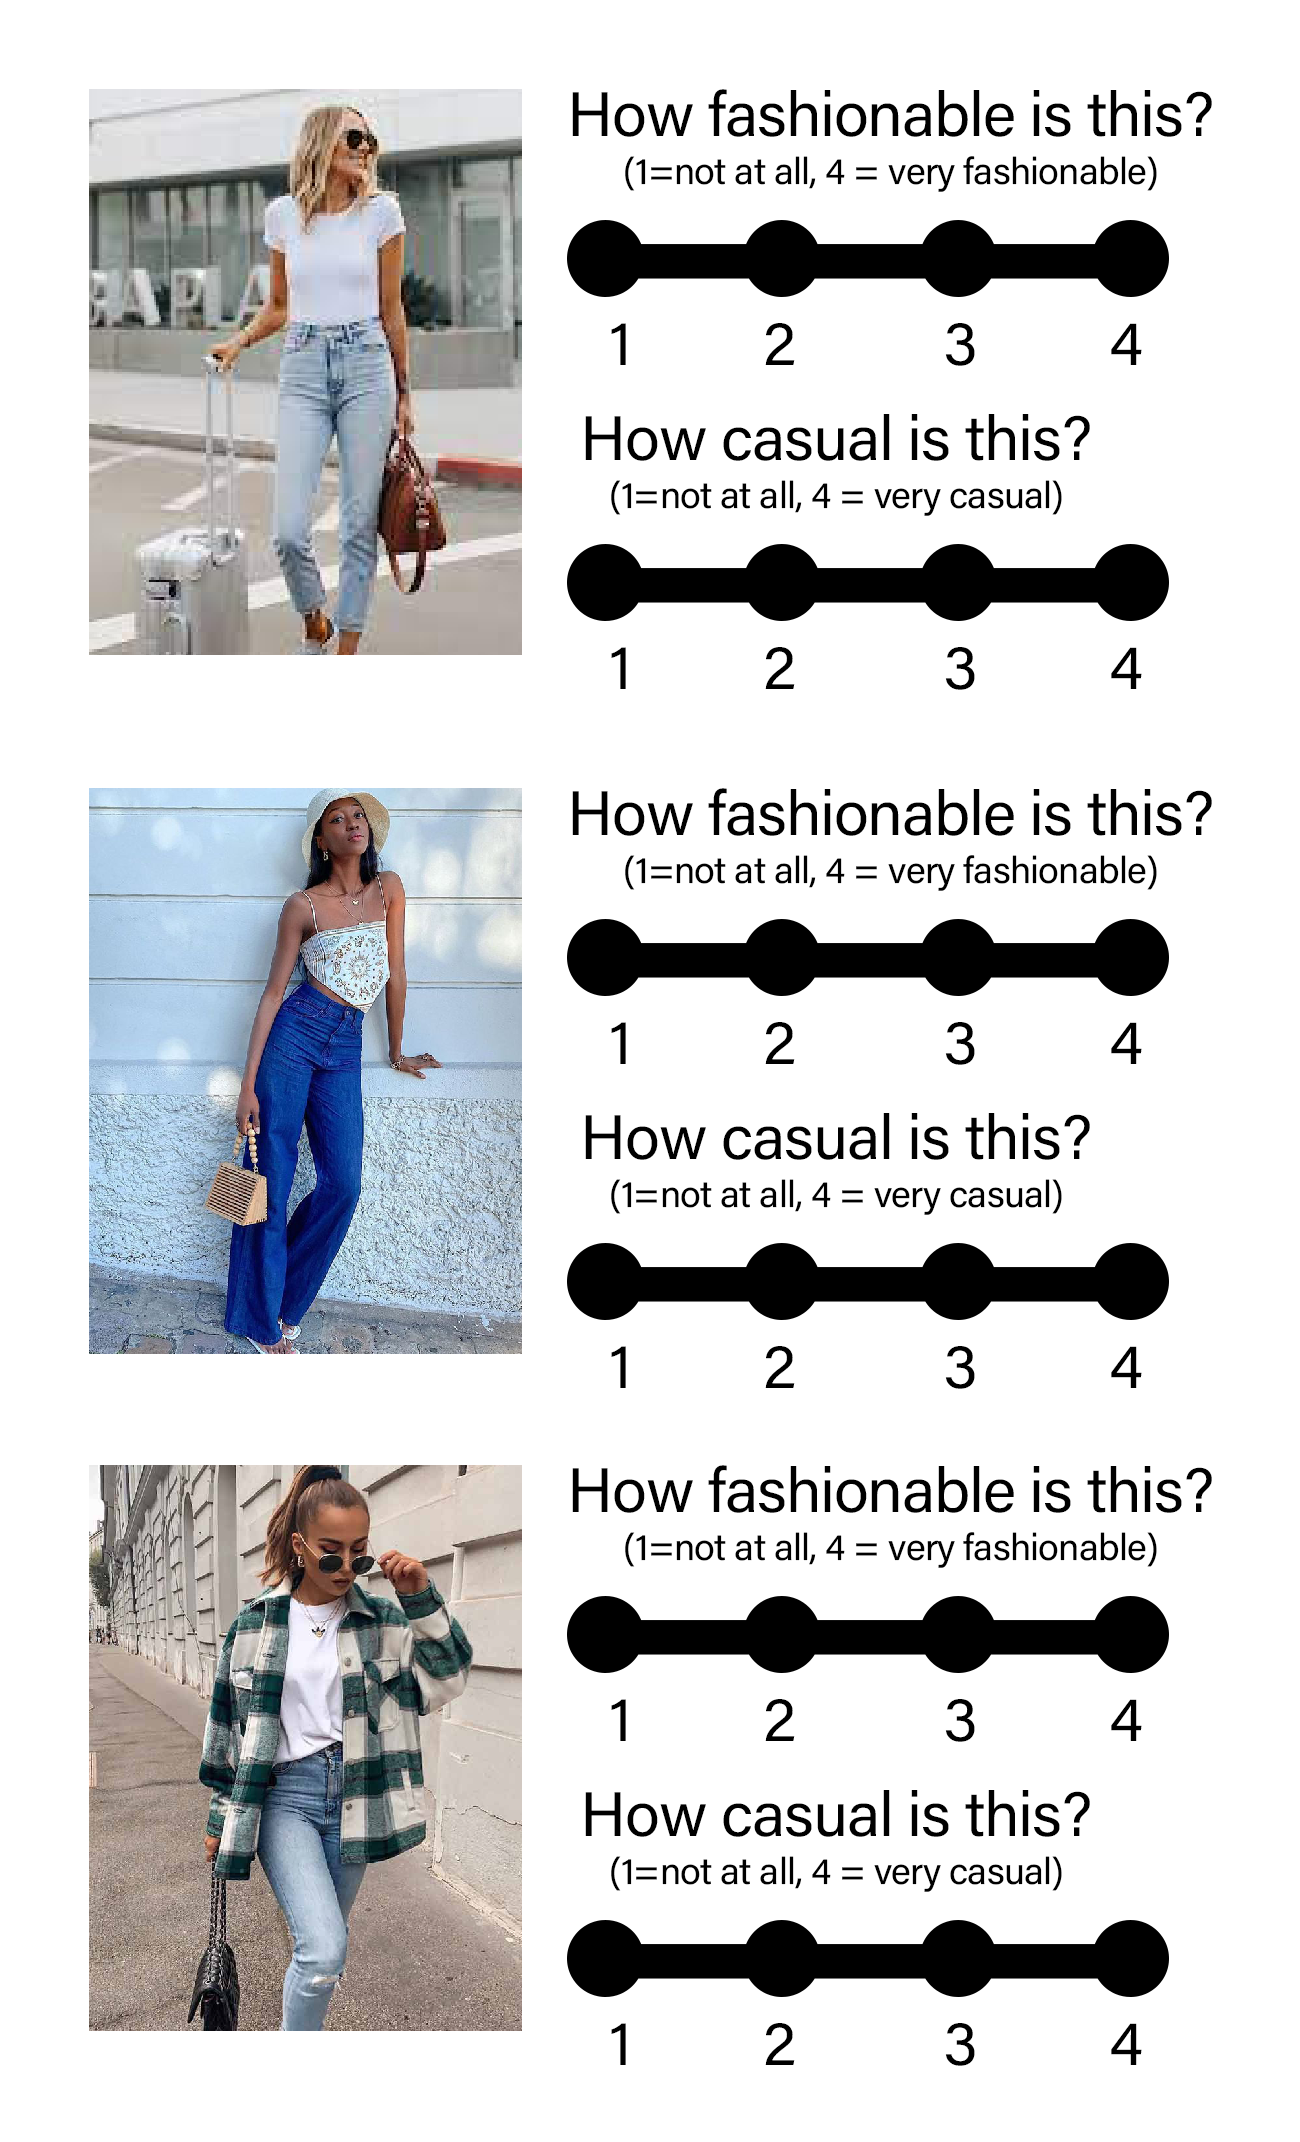 How fashionable is this?
(1=not at all, 4 = very fashionable)
1 2 3 4
How casual is this?
(1=not at all, 4 = very casual)
1 2 3 4
How fashionable is this?
(1=not at all, 4 = very fashionable)
1 2 3 4
How casual is this?
(1=not at all, 4 = very casual)
1 2 3 4
How fashionable is this?
(1=not at all, 4 = very fashionable)
1 2 3 4
How casual is this?
(1=not at all, 4 = very casual)
1 2 3 4